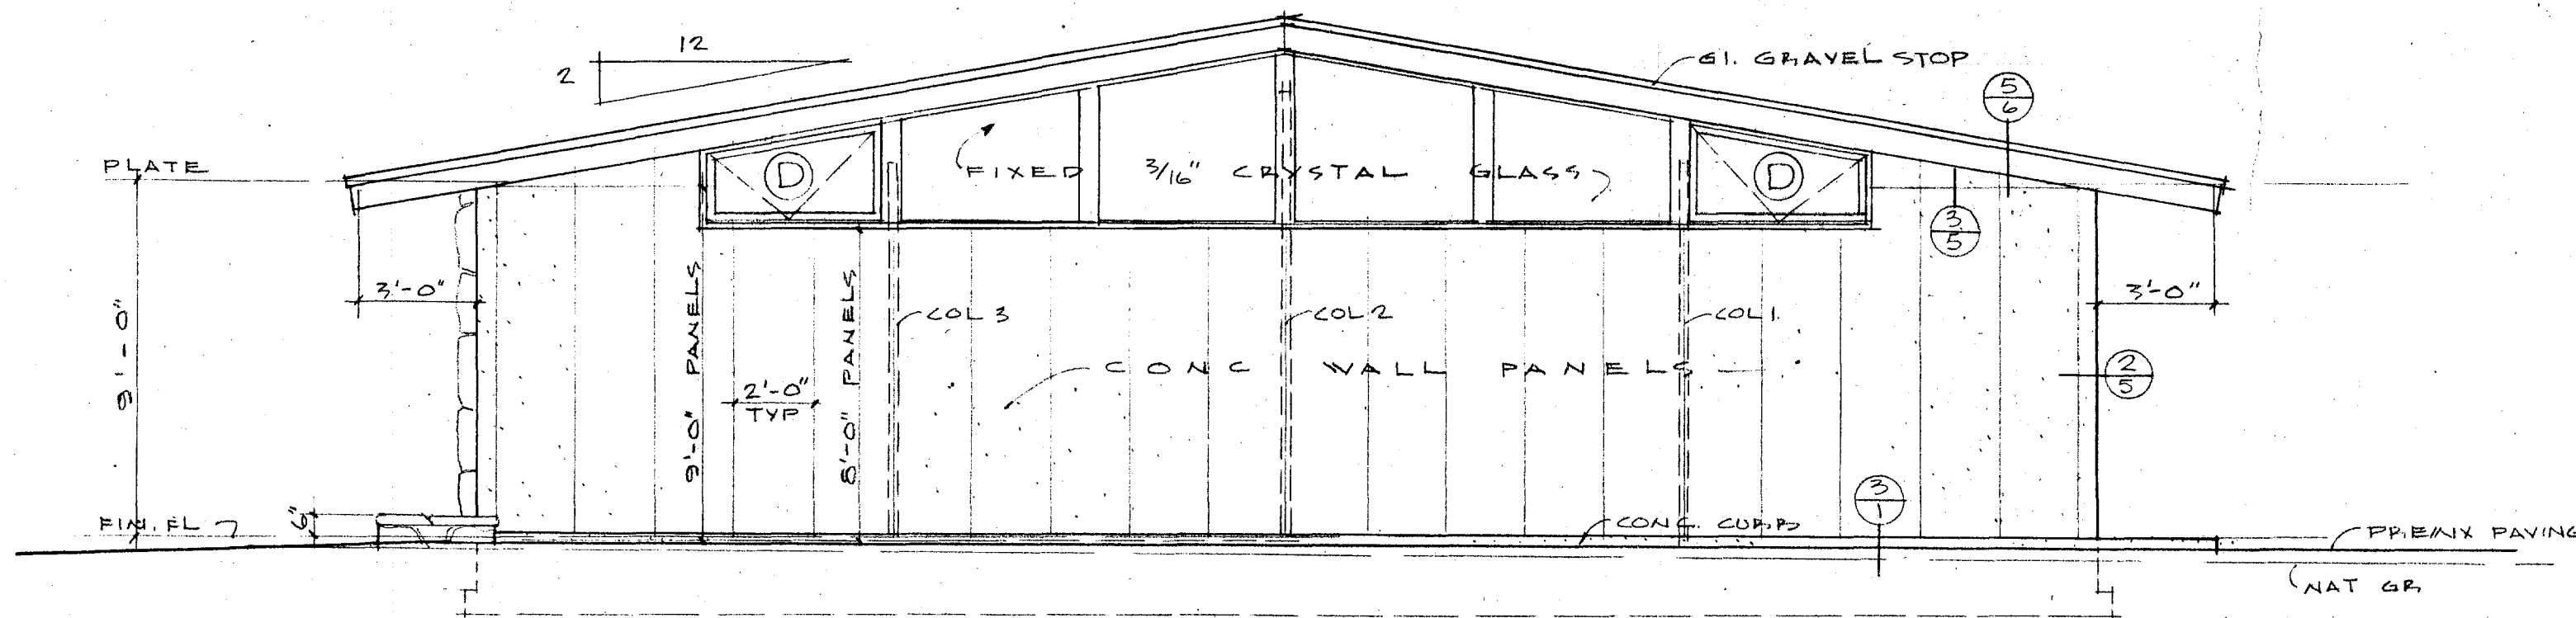 12
2
G.I. GRAVEL STOP
5
6
PLATE
D
FIXED 3/16" CRYSTAL GLASS
D
3
5
3'-0"
9'-0" PANELS
8'-0" PANELS
COL 3
COL 2
COL 1
3'-0"
9'-0"
2'-0"
TYP
CONC WALL PANELS
2
5
3
1
FIN. FL
6"
CONC. CURB
PREMIX PAVING
NAT GR